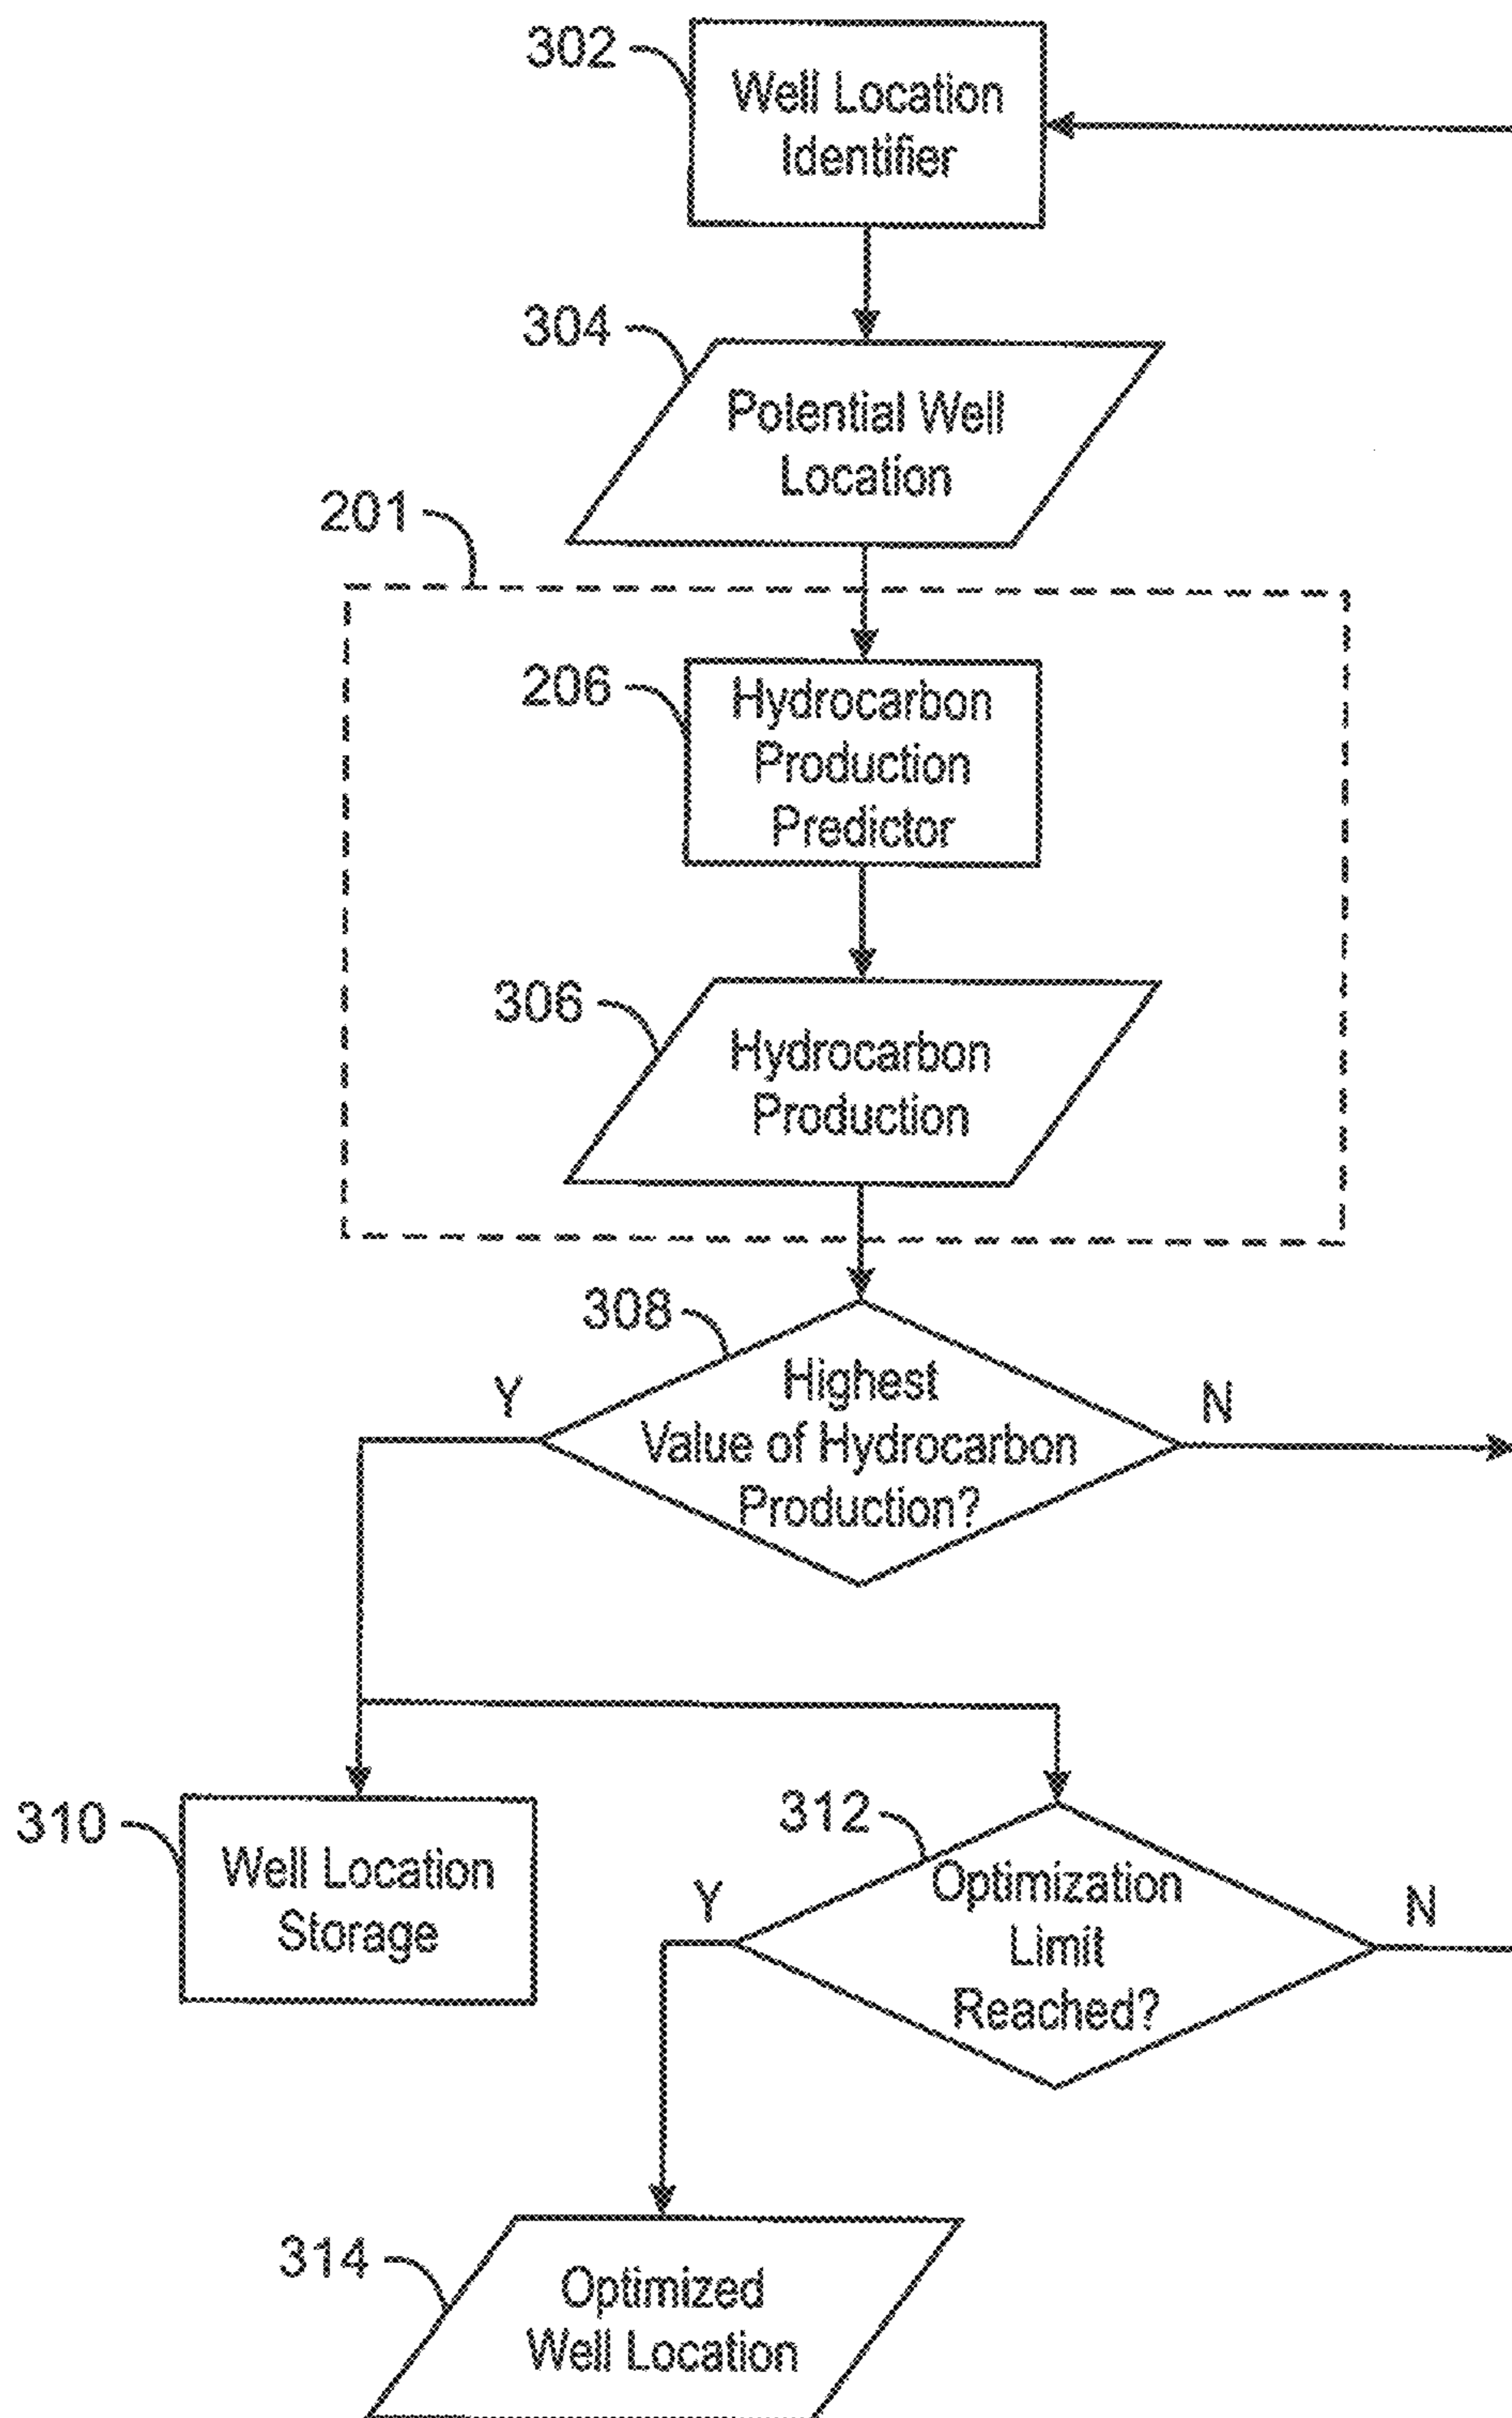 302
Well Location
Identifier
304
Potential Well
Location
201
206
Hydrocarbon
Production
Predictor
306
Hydrocarbon
Production
308
Highest
Value of Hydrocarbon
Production?
Y
N
310
Well Location
Storage
312
Optimization
Limit
Reached?
Y
N
314
Optimized
Well Location